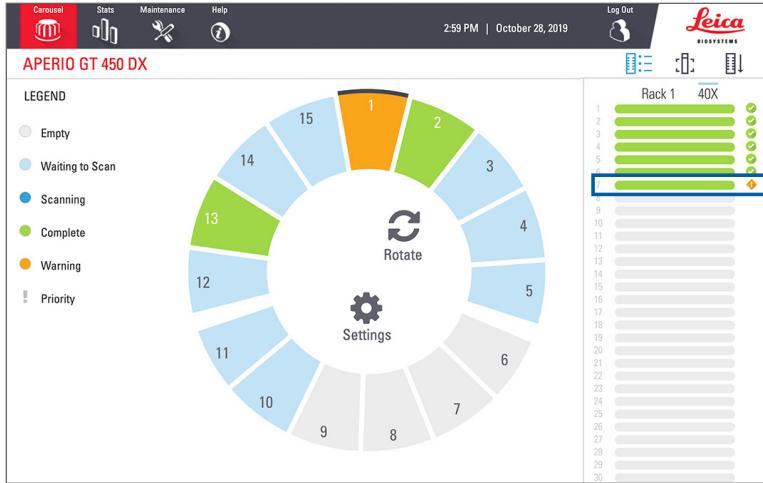 Carousel
Stats
Maintenance
Help
2:59 PM | October 28, 2019
Log Out
Leica
BIOSYSTEMS
APERIO GT 450 DX
LEGEND
Empty
Waiting to Scan
Scanning
Complete
Warning
Priority
1
2
3
4
5
6
7
8
9
10
11
12
13
14
15
Rotate
Settings
Rack 1 40X
1
2
3
4
5
6
7
8
9
10
11
12
13
14
15
16
17
18
19
20
21
22
23
24
25
26
27
28
29
30